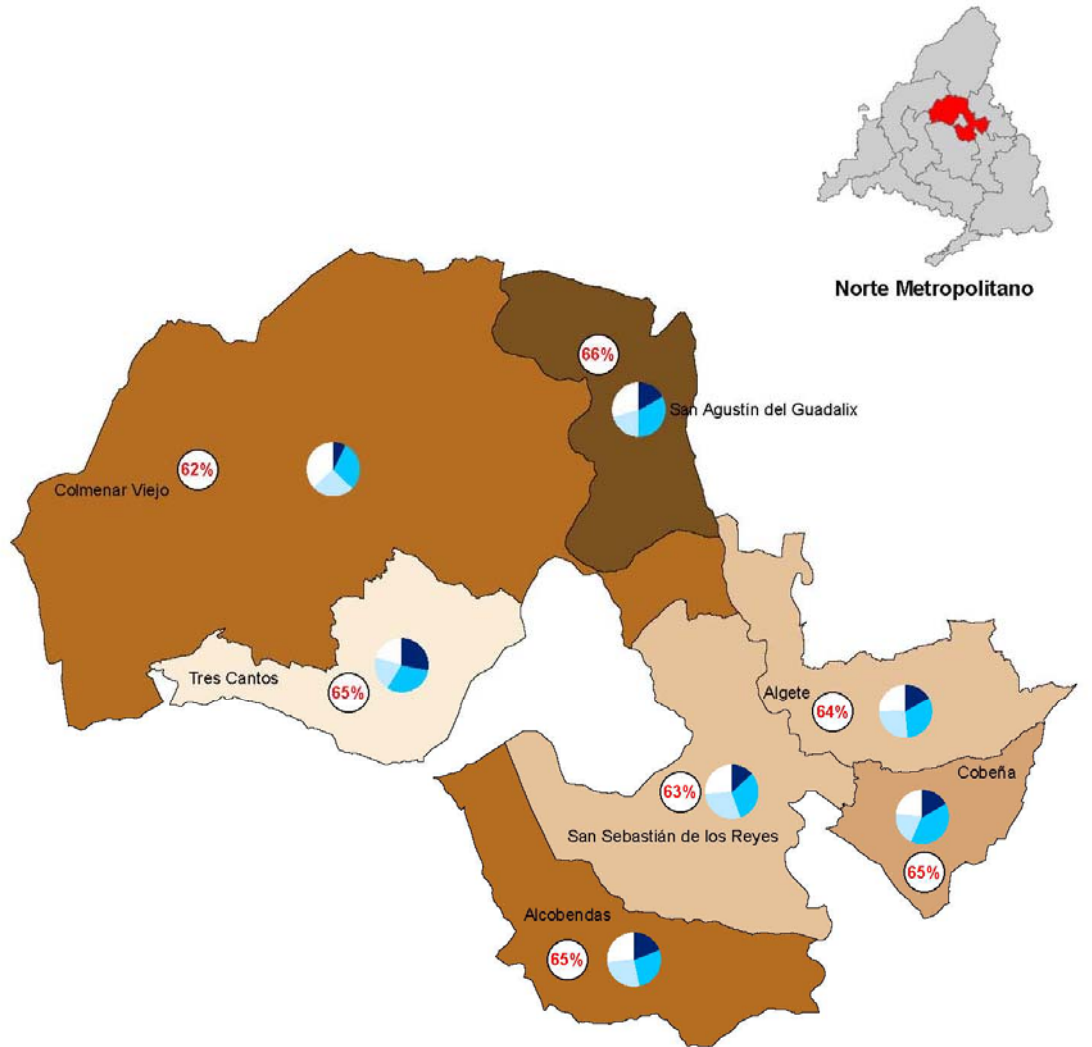 Norte Metropolitano
66%
San Agustín del Guadalix
62%
Colmenar Viejo
Tres Cantos
65%
Algete
64%
Cobeña
63%
San Sebastián de los Reyes
65%
Alcobendas
65%